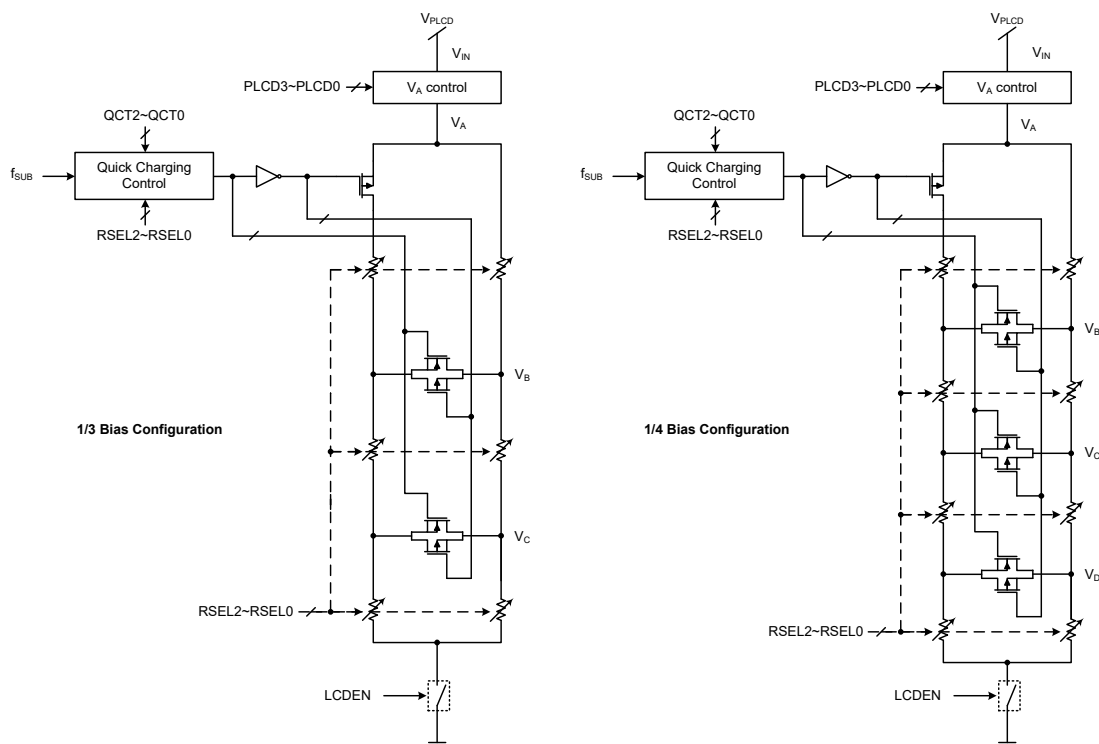 VPLCD
VIN
PLCD3~PLCD0
VA control
QCT2~QCT0
VA
fSUB
Quick Charging
Control
RSEL2~RSEL0
VB
1/3 Bias Configuration
VC
RSEL2~RSEL0
LCDEN
VPLCD
VIN
PLCD3~PLCD0
VA control
QCT2~QCT0
VA
fSUB
Quick Charging
Control
RSEL2~RSEL0
VB
1/4 Bias Configuration
VC
VD
RSEL2~RSEL0
LCDEN